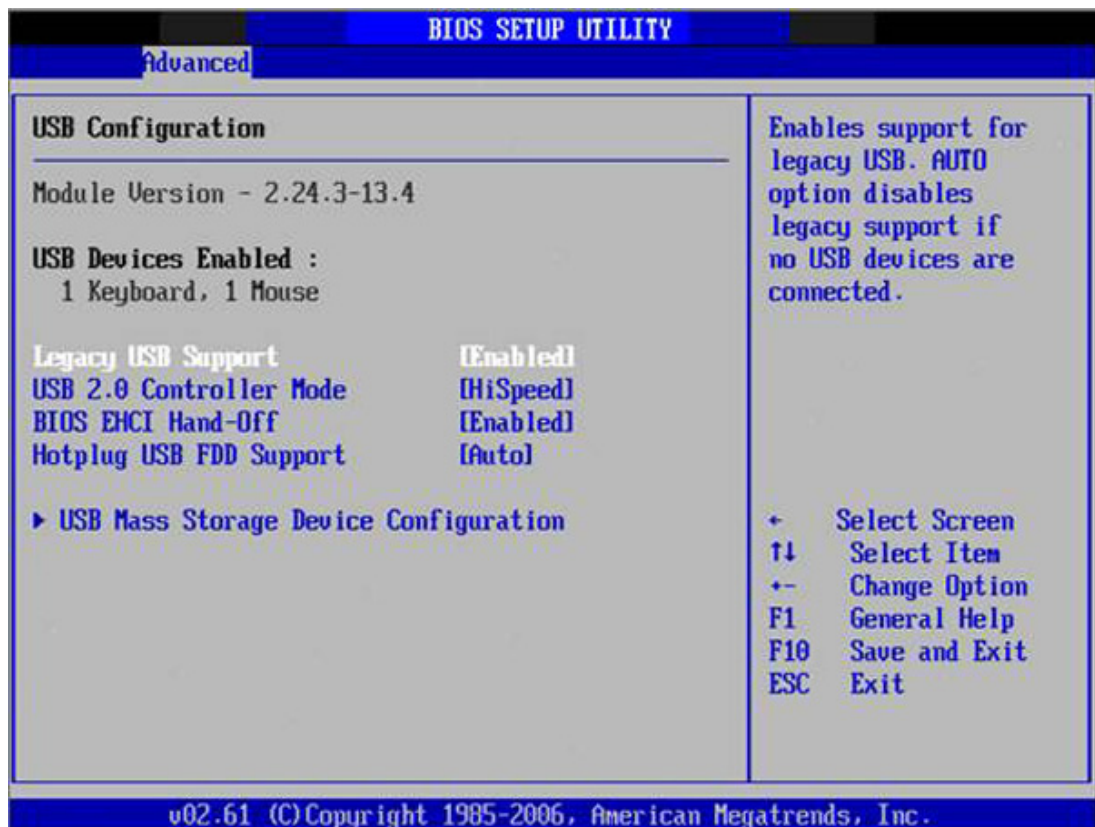 BIOS SETUP UTILITY
Advanced
USB Configuration
Module Version - 2.24.3-13.4
USB Devices Enabled :
1 Keyboard, 1 Mouse
Legacy USB Support [Enabled]
USB 2.0 Controller Mode [HiSpeed]
BIOS EHCI Hand-Off [Enabled]
Hotplug USB FDD Support [Auto]
▶ USB Mass Storage Device Configuration
Enables support for
legacy USB. AUTO
option disables
legacy support if
no USB devices are
connected.
← Select Screen
↑↓ Select Item
+- Change Option
F1 General Help
F10 Save and Exit
ESC Exit
v02.61 (C)Copyright 1985-2006, American Megatrends, Inc.